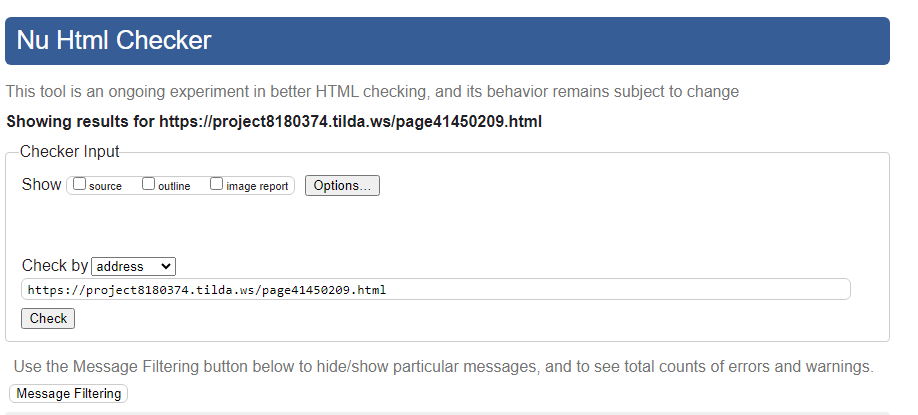 Nu Html Checker
This tool is an ongoing experiment in better HTML checking, and its behavior remains subject to change
Showing results for https://project8180374.tilda.ws/page41450209.html
Checker Input
Show source outline image report Options...
Check by address
https://project8180374.tilda.ws/page41450209.html
Check
Use the Message Filtering button below to hide/show particular messages, and to see total counts of errors and warnings.
Message Filtering